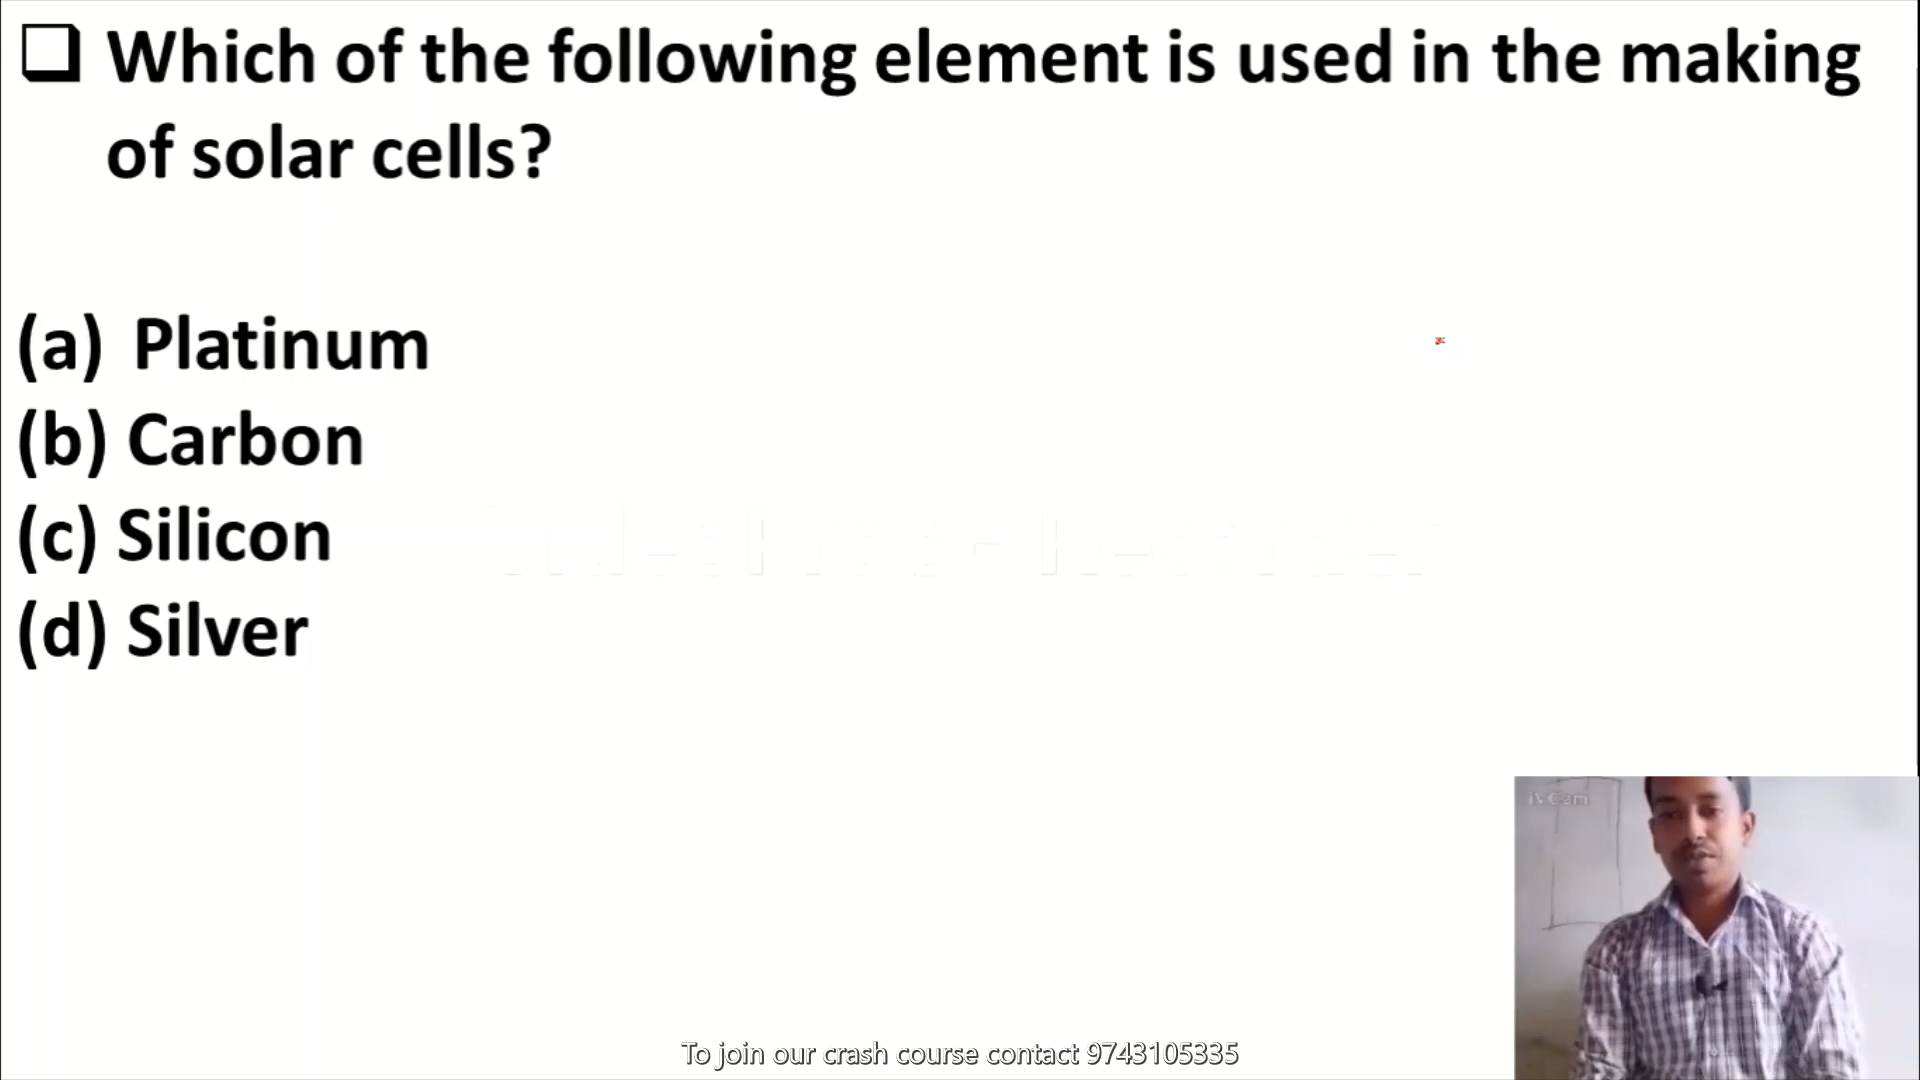 ❑ Which of the following element is used in the making
of solar cells?
(a) Platinum
(b) Carbon
(c) Silicon
(d) Silver
iVCam
To join our crash course contact 9743105335